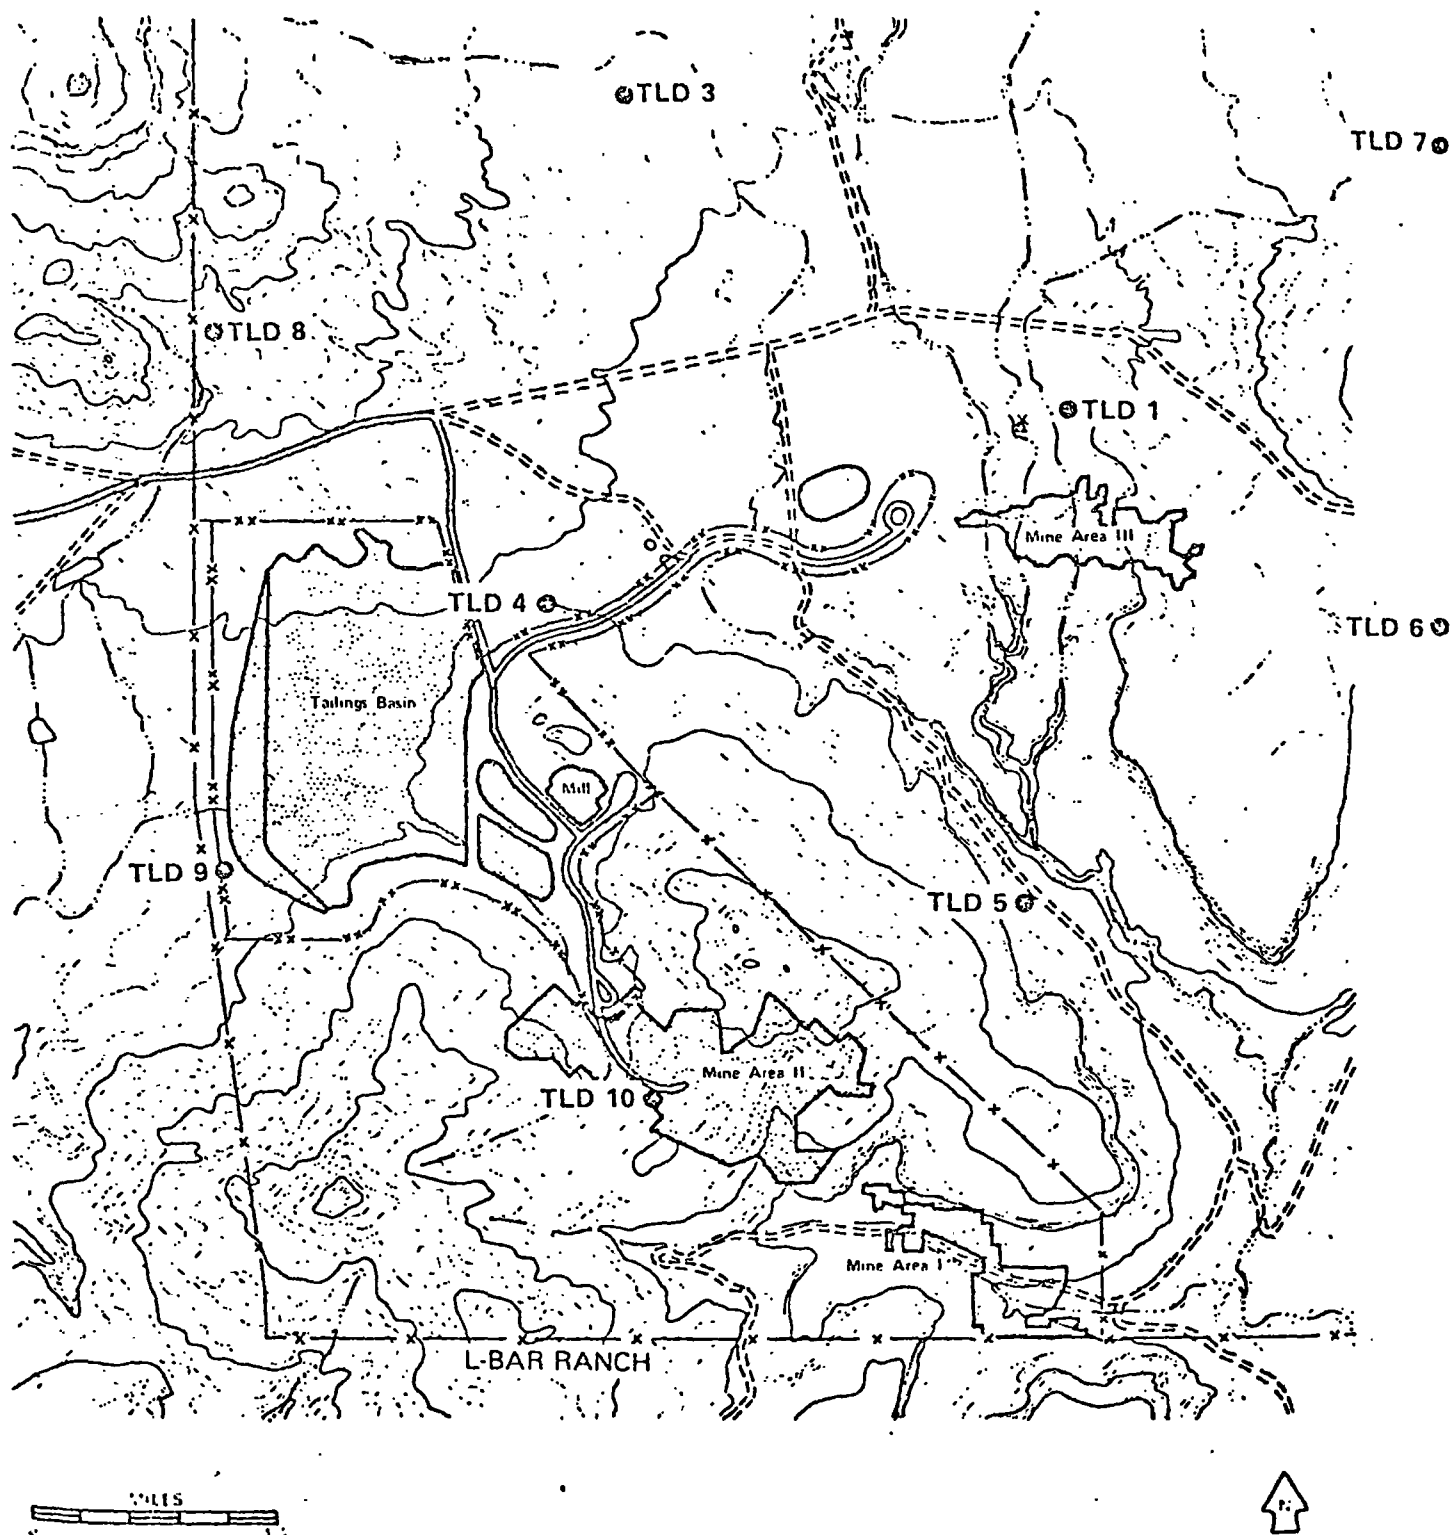 TLD 3
TLD 7
TLD 8
TLD 1
Mine Area III
TLD 4
TLD 6
Tailings Basin
Mill
TLD 9
TLD 5
Mine Area II
TLD 10
Mine Area I
L-BAR RANCH
MILES
N